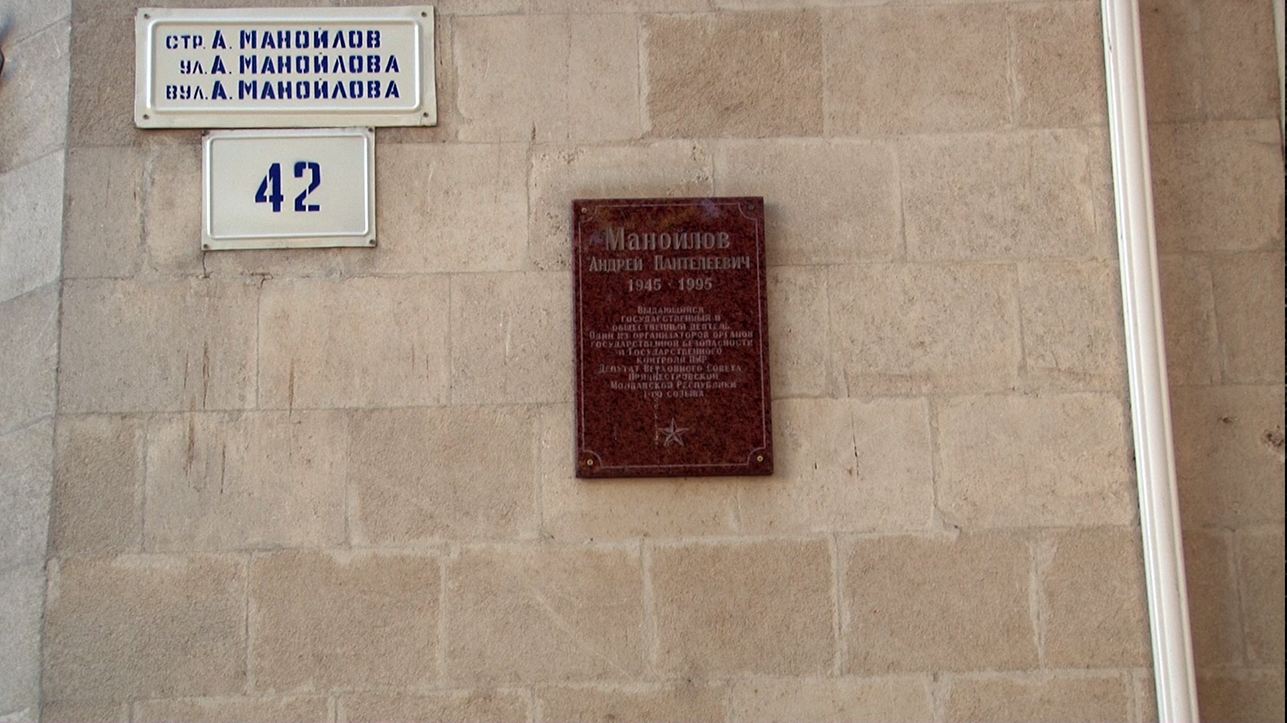 СТР. А. МАНОЙЛОВ
УЛ. А. МАНОЙЛОВА
ВУЛ. А. МАНОЙЛОВА
42
Манойлов
Андрей Пантелеевич
1945 - 1995
Выдающийся
государственный и
общественный деятель.
Один из организаторов органов
государственной безопасности
и Государственного
контроля ПМР
Депутат Верховного Совета
Приднестровской
Молдавской Республики
1-го созыва